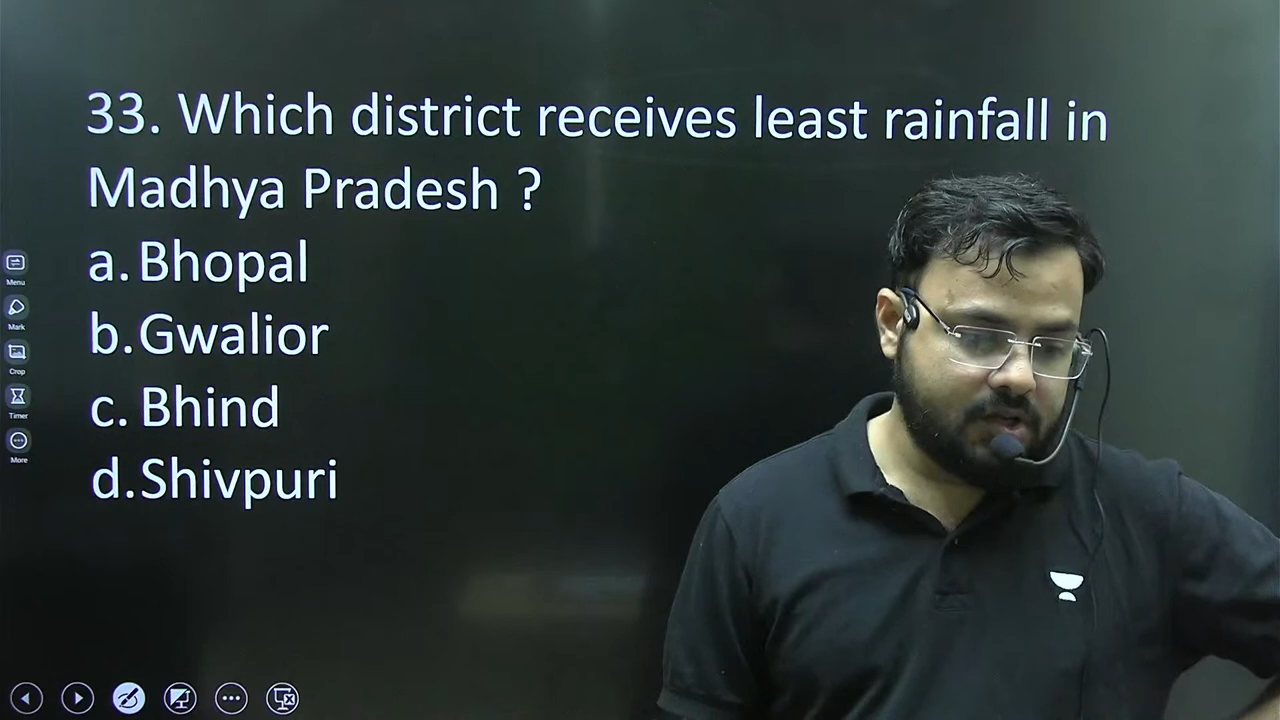 33. Which district receives least rainfall in
Madhya Pradesh ?
a. Bhopal
b. Gwalior
c. Bhind
d. Shivpuri
Menu
Mark
Crop
Timer
More